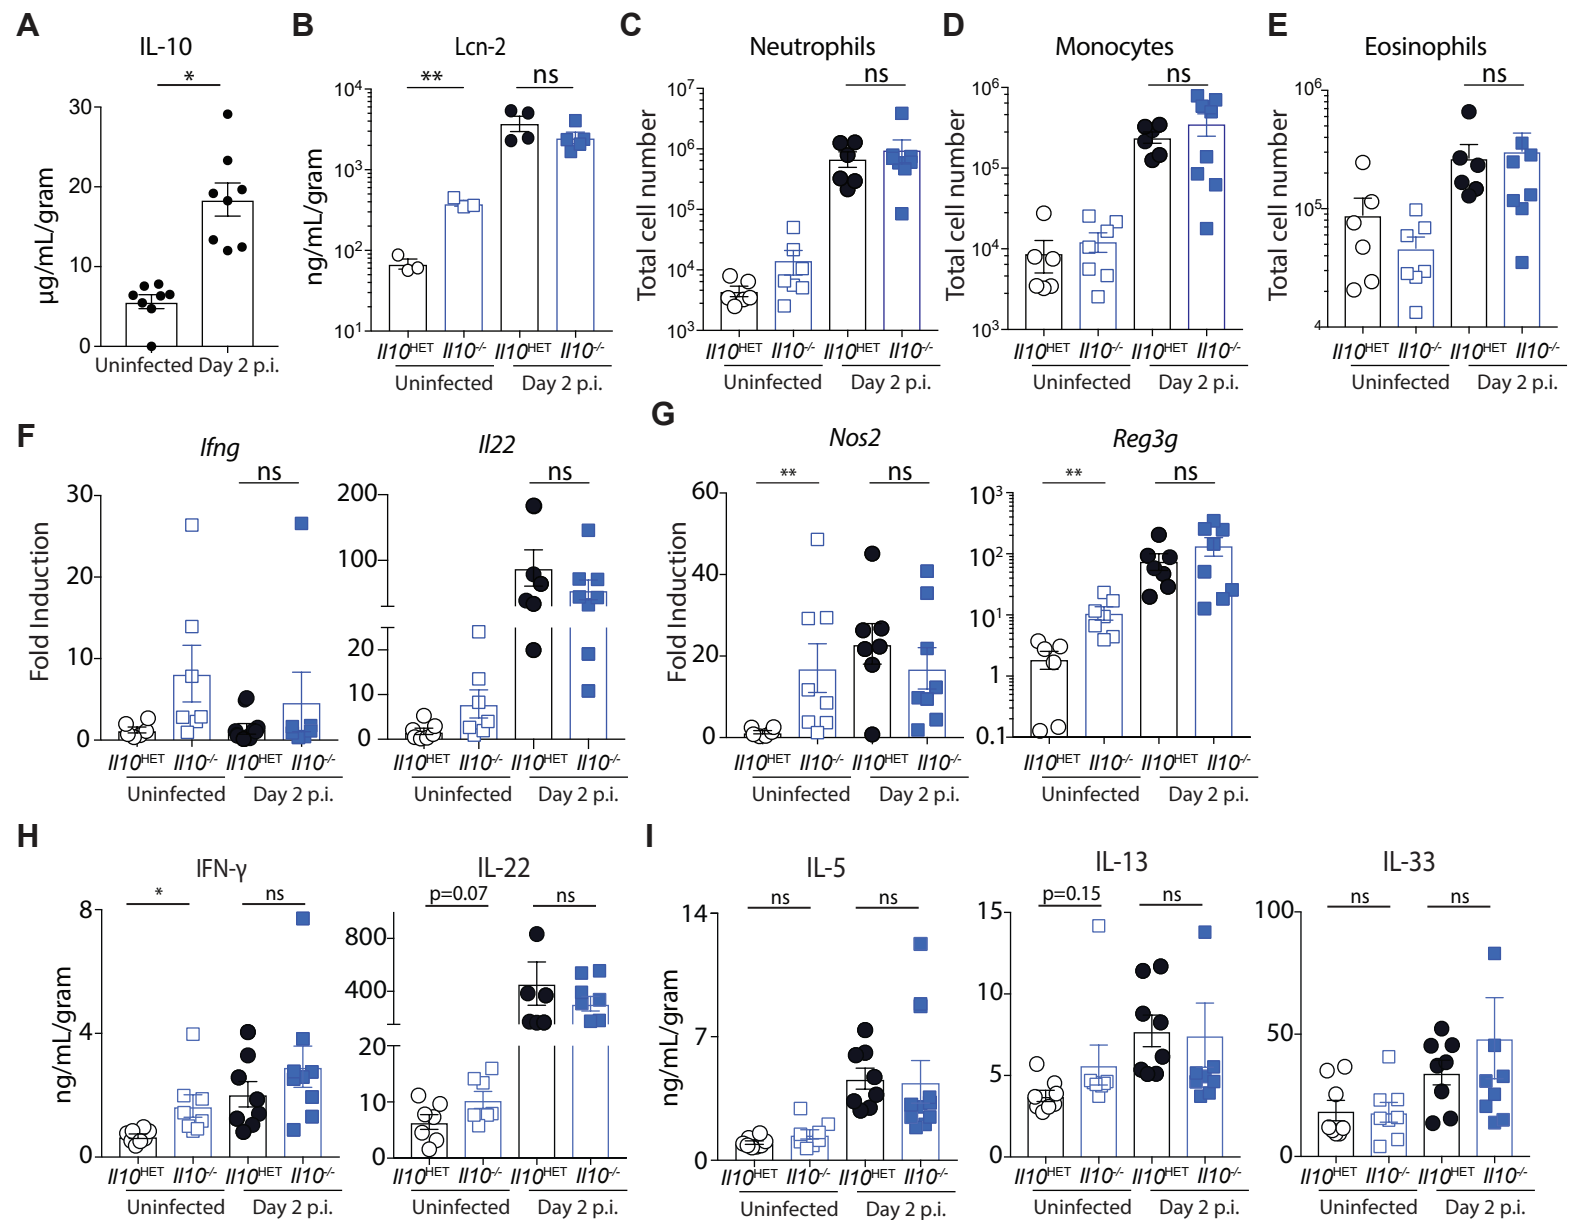 A
IL-10
*
µg/mL/gram
30
20
10
0
Uninfected Day 2 p.i.
B
Lcn-2
** ns
ng/mL/gram
10⁴
10³
10²
10¹
Il10ᴴᴱᵀ Il10⁻/⁻ Il10ᴴᴱᵀ Il10⁻/⁻
Uninfected Day 2 p.i.
C
Neutrophils
ns
Total cell number
10⁷
10⁶
10⁵
10⁴
10³
Il10ᴴᴱᵀ Il10⁻/⁻ Il10ᴴᴱᵀ Il10⁻/⁻
Uninfected Day 2 p.i.
D
Monocytes
ns
Total cell number
10⁶
10⁵
10⁴
10³
Il10ᴴᴱᵀ Il10⁻/⁻ Il10ᴴᴱᵀ Il10⁻/⁻
Uninfected Day 2 p.i.
E
Eosinophils
ns
Total cell number
10⁶
10⁵
4
Il10ᴴᴱᵀ Il10⁻/⁻ Il10ᴴᴱᵀ Il10⁻/⁻
Uninfected Day 2 p.i.
F
Ifng
ns
Fold Induction
30
20
10
0
Il10ᴴᴱᵀ Il10⁻/⁻ Il10ᴴᴱᵀ Il10⁻/⁻
Uninfected Day 2 p.i.
Il22
ns
200
100
20
10
0
Il10ᴴᴱᵀ Il10⁻/⁻ Il10ᴴᴱᵀ Il10⁻/⁻
Uninfected Day 2 p.i.
G
Nos2
** ns
Fold Induction
60
40
20
0
Il10ᴴᴱᵀ Il10⁻/⁻ Il10ᴴᴱᵀ Il10⁻/⁻
Uninfected Day 2 p.i.
Reg3g
** ns
10³
10²
10¹
1
0.1
Il10ᴴᴱᵀ Il10⁻/⁻ Il10ᴴᴱᵀ Il10⁻/⁻
Uninfected Day 2 p.i.
H
IFN-γ
* ns
ng/mL/gram
8
4
0
Il10ᴴᴱᵀ Il10⁻/⁻ Il10ᴴᴱᵀ Il10⁻/⁻
Uninfected Day 2 p.i.
IL-22
p=0.07 ns
800
400
20
10
0
Il10ᴴᴱᵀ Il10⁻/⁻ Il10ᴴᴱᵀ Il10⁻/⁻
Uninfected Day 2 p.i.
I
IL-5
ns ns
ng/mL/gram
14
7
0
Il10ᴴᴱᵀ Il10⁻/⁻ Il10ᴴᴱᵀ Il10⁻/⁻
Uninfected Day 2 p.i.
IL-13
p=0.15 ns
15
10
5
0
Il10ᴴᴱᵀ Il10⁻/⁻ Il10ᴴᴱᵀ Il10⁻/⁻
Uninfected Day 2 p.i.
IL-33
ns ns
100
50
0
Il10ᴴᴱᵀ Il10⁻/⁻ Il10ᴴᴱᵀ Il10⁻/⁻
Uninfected Day 2 p.i.